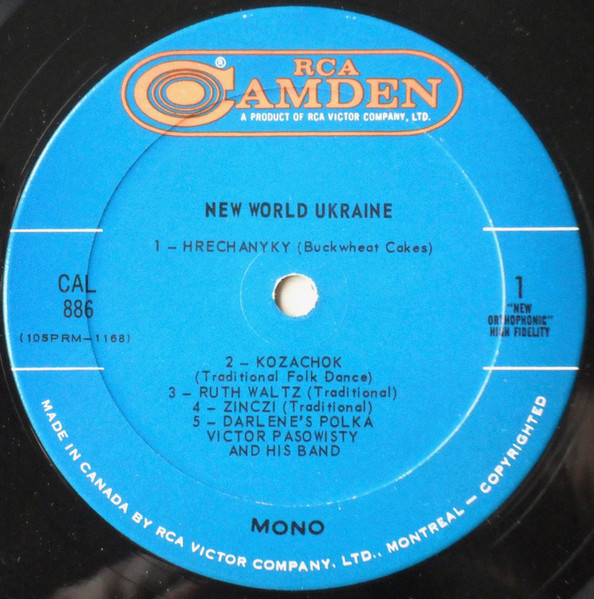 RCA
CAMDEN
®
A PRODUCT OF RCA VICTOR COMPANY, LTD.
NEW WORLD UKRAINE
1 – HRECHANYKY (Buckwheat Cakes)
CAL
886
(105PRM-1168)
1
"NEW
ORTHOPHONIC"
HIGH FIDELITY
2 – KOZACHOK
(Traditional Folk Dance)
3 – RUTH WALTZ (Traditional)
4 – ZINCZI (Traditional)
5 – DARLENE'S POLKA
VICTOR PASOWISTY
AND HIS BAND
MONO
MADE IN CANADA BY RCA VICTOR COMPANY, LTD., MONTREAL – COPYRIGHTED